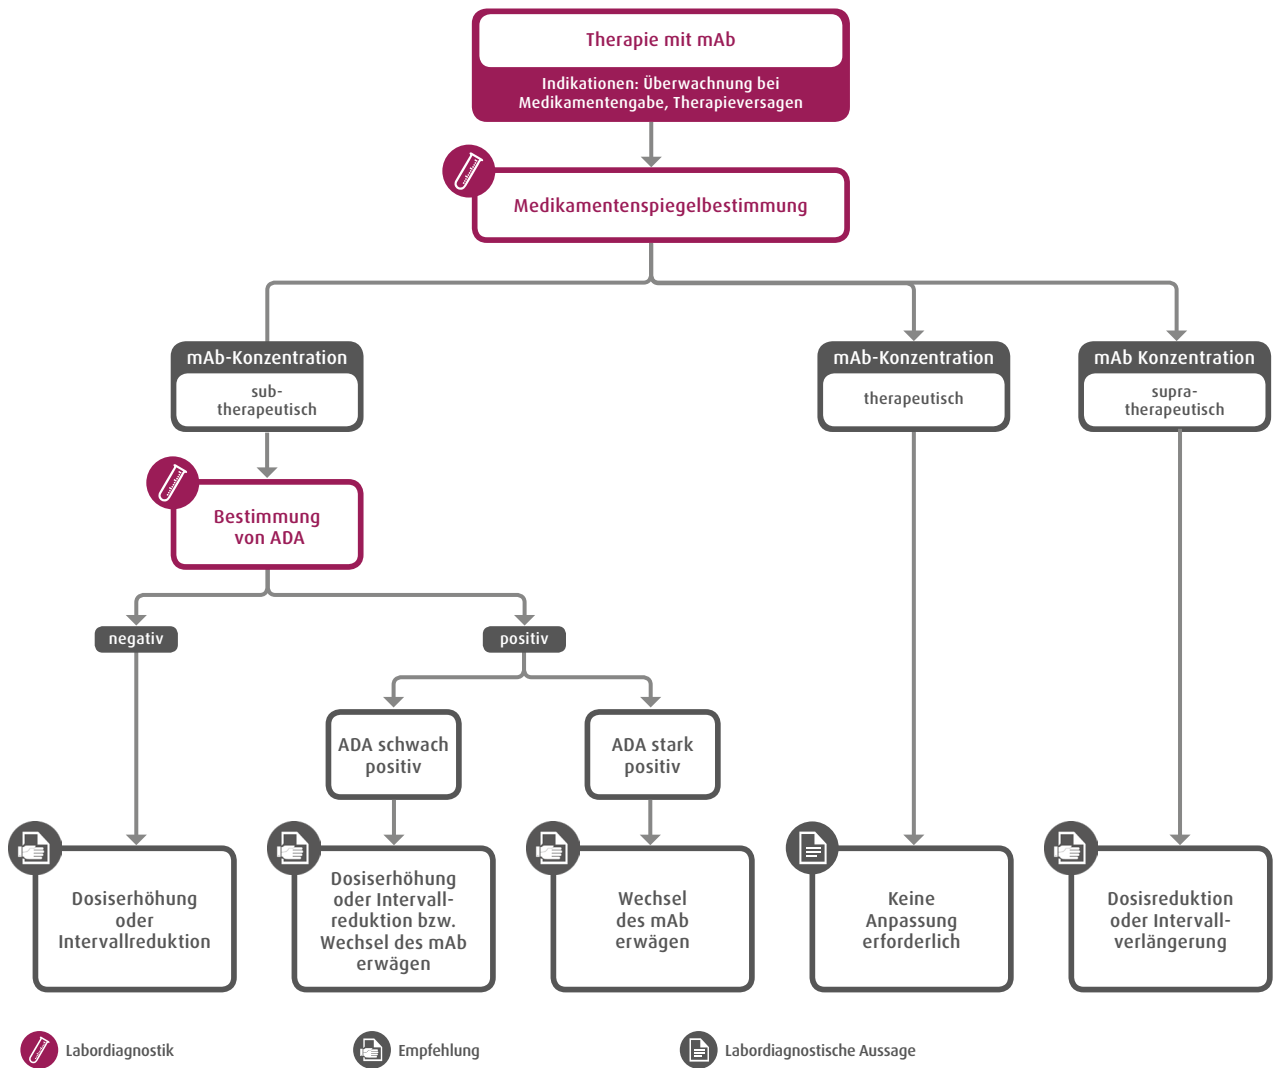 Therapie mit mAb
Indikationen: Überwachnung bei
Medikamentengabe, Therapieversagen
Medikamentenspiegelbestimmung
mAb-Konzentration
sub-
therapeutisch
mAb-Konzentration
therapeutisch
mAb Konzentration
supra-
therapeutisch
Bestimmung
von ADA
negativ
positiv
ADA schwach
positiv
ADA stark
positiv
Dosiserhöhung
oder
Intervallreduktion
Dosiserhöhung
oder Intervall-
reduktion bzw.
Wechsel des mAb
erwägen
Wechsel
des mAb
erwägen
Keine
Anpassung
erforderlich
Dosisreduktion
oder Intervall-
verlängerung
Labordiagnostik
Empfehlung
Labordiagnostische Aussage